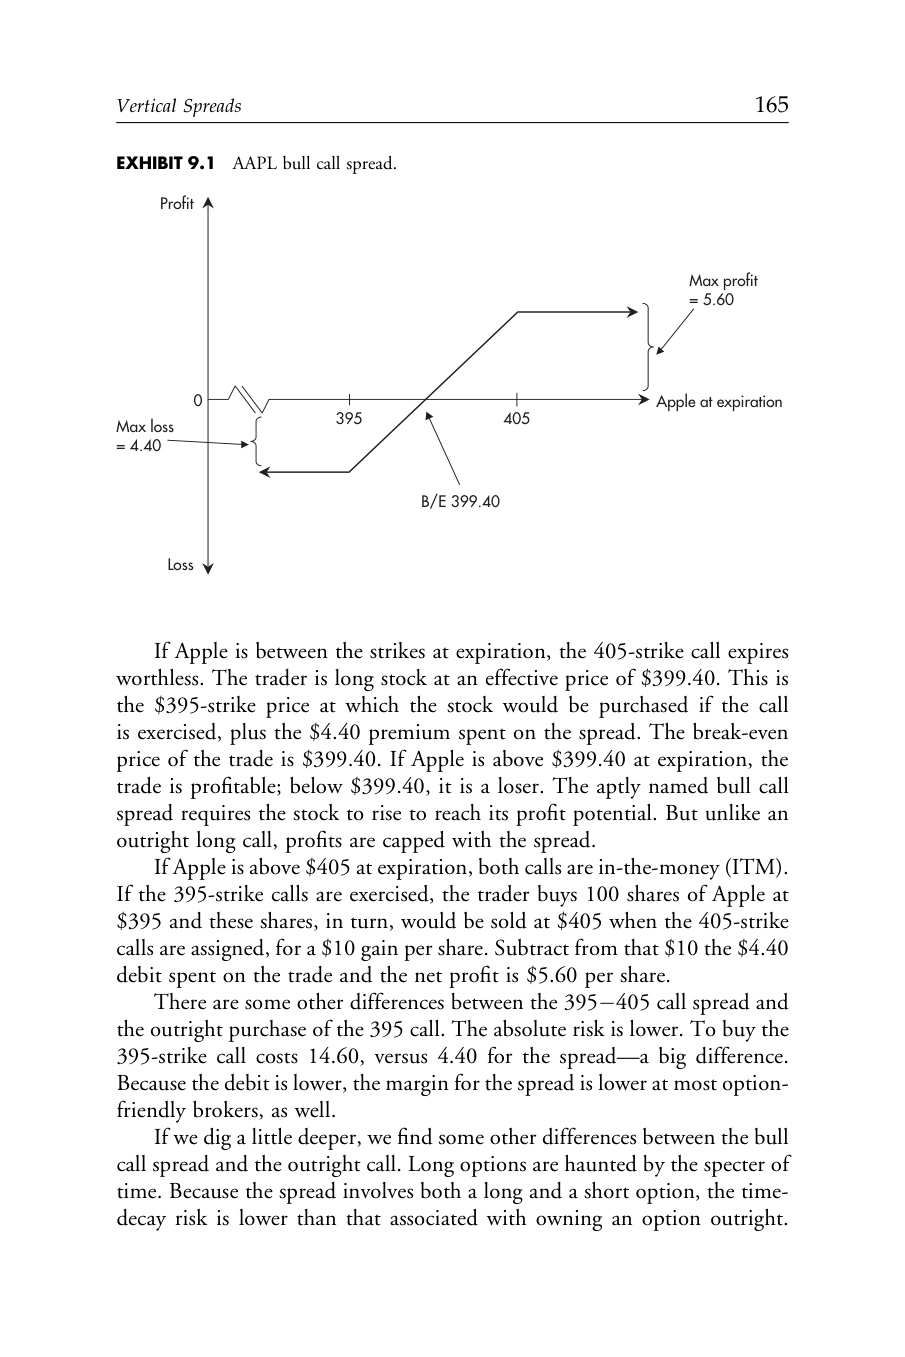 Vertical Spreads 165
EXHIBIT 9.1 AAPL bull call spread.
Profit
Max profit
= 5.60
0
395
405
Apple at expiration
Max loss
= 4.40
B/E 399.40
Loss
If Apple is between the strikes at expiration, the 405-strike call expires
worthless. The trader is long stock at an effective price of $399.40. This is
the $395-strike price at which the stock would be purchased if the call
is exercised, plus the $4.40 premium spent on the spread. The break-even
price of the trade is $399.40. If Apple is above $399.40 at expiration, the
trade is profitable; below $399.40, it is a loser. The aptly named bull call
spread requires the stock to rise to reach its profit potential. But unlike an
outright long call, profits are capped with the spread.
If Apple is above $405 at expiration, both calls are in-the-money (ITM).
If the 395-strike calls are exercised, the trader buys 100 shares of Apple at
$395 and these shares, in turn, would be sold at $405 when the 405-strike
calls are assigned, for a $10 gain per share. Subtract from that $10 the $4.40
debit spent on the trade and the net profit is $5.60 per share.
There are some other differences between the 395−405 call spread and
the outright purchase of the 395 call. The absolute risk is lower. To buy the
395-strike call costs 14.60, versus 4.40 for the spread—a big difference.
Because the debit is lower, the margin for the spread is lower at most option-
friendly brokers, as well.
If we dig a little deeper, we find some other differences between the bull
call spread and the outright call. Long options are haunted by the specter of
time. Because the spread involves both a long and a short option, the time-
decay risk is lower than that associated with owning an option outright.